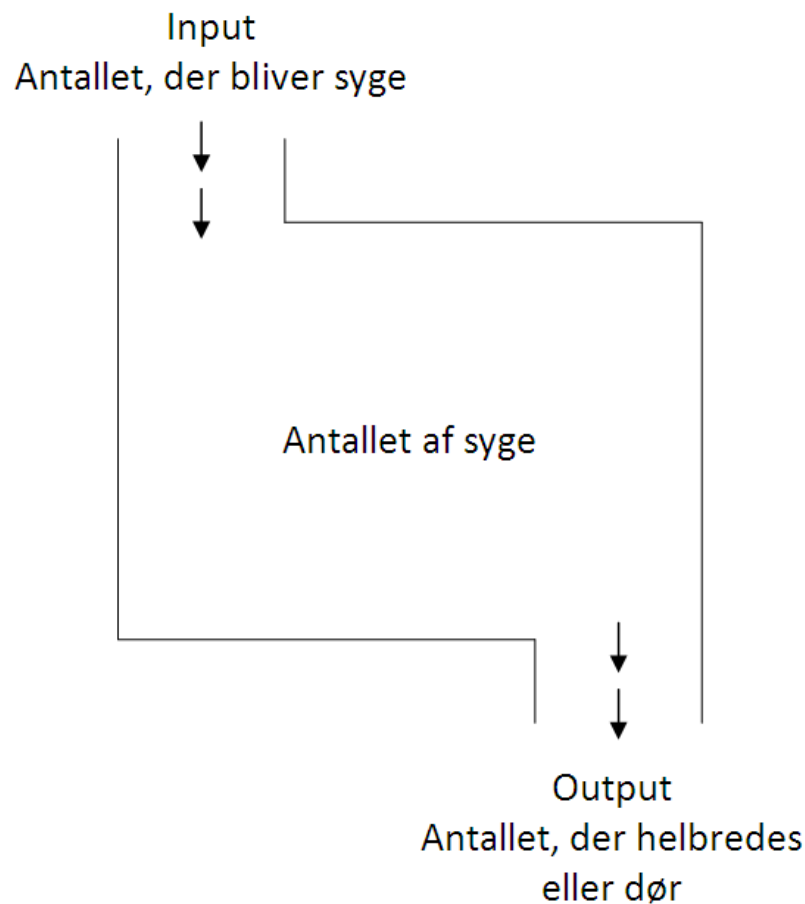 Input
Antallet, der bliver syge
Antallet af syge
Output
Antallet, der helbredes
eller dør